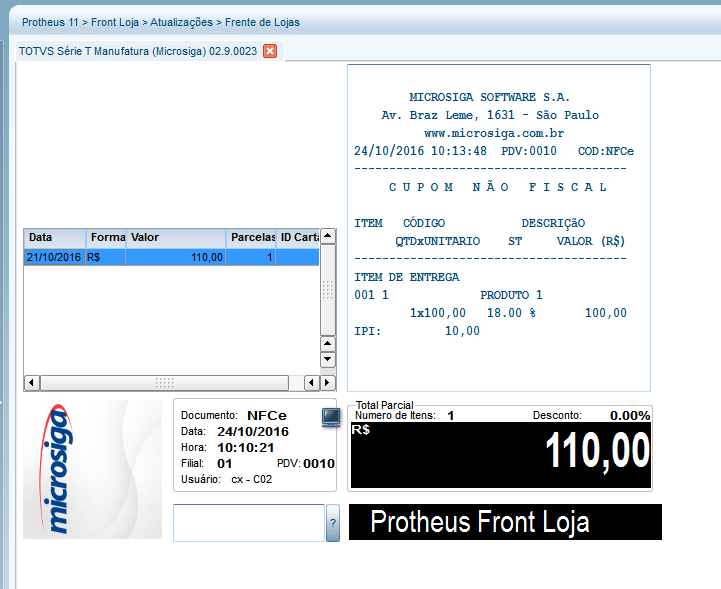 Protheus 11 > Front Loja > Atualizações > Frente de Lojas
TOTVS Série T Manufatura (Microsiga) 02.9.0023
MICROSIGA SOFTWARE S.A.
Av. Braz Leme, 1631 - São Paulo
www.microsiga.com.br
24/10/2016 10:13:48 PDV:0010 COD:NFCe
---------------------------------------
C U P O M N Ã O F I S C A L
ITEM CÓDIGO DESCRIÇãO
QTDxUNITARIO ST VALOR (R$)
---------------------------------------
ITEM DE ENTREGA
001 1 PRODUTO 1
1x100,00 18.00 % 100,00
IPI: 10,00
Data Forma Valor Parcelas ID Cartã
21/10/2016 R$ 110,00 1
microsiga
Documento: NFCe
Data: 24/10/2016
Hora: 10:10:21
Filial: 01 PDV: 0010
Usuário: cx - C02
?
Total Parcial
Numero de Itens: 1 Desconto: 0.00%
R$
110,00
Protheus Front Loja